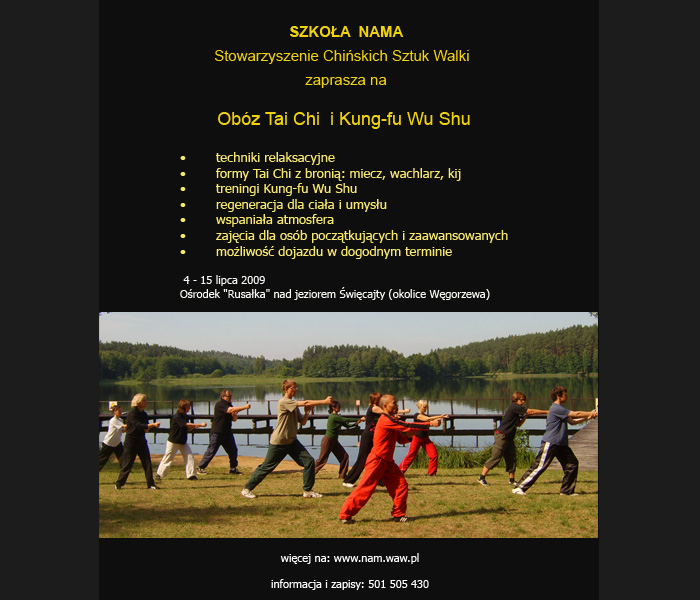 SZKOŁA NAMA
Stowarzyszenie Chińskich Sztuk Walki
zaprasza na
Obóz Tai Chi i Kung-fu Wu Shu
• techniki relaksacyjne
• formy Tai Chi z bronią: miecz, wachlarz, kij
• treningi Kung-fu Wu Shu
• regeneracja dla ciała i umysłu
• wspaniała atmosfera
• zajęcia dla osób początkujących i zaawansowanych
• możliwość dojazdu w dogodnym terminie
4 - 15 lipca 2009
Ośrodek "Rusałka" nad jeziorem Święcajty (okolice Węgorzewa)
więcej na: www.nam.waw.pl
informacja i zapisy: 501 505 430